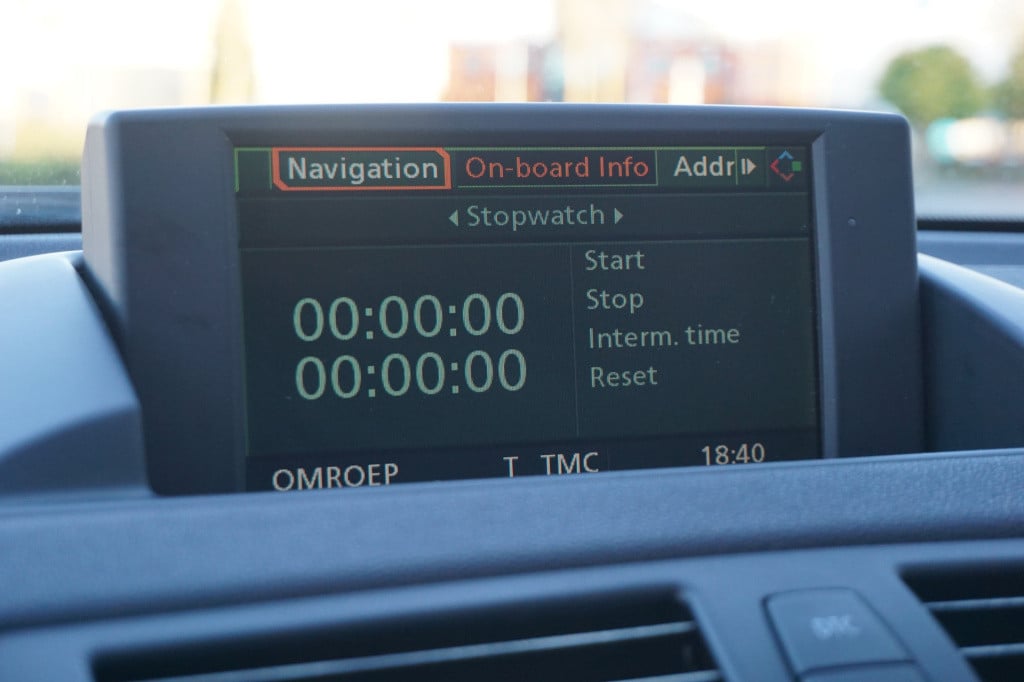 Navigation On-board Info Addr
Stopwatch
Start
Stop
Interm. time
Reset
00:00:00
00:00:00
OMROEP T TMC 18:40
DTC